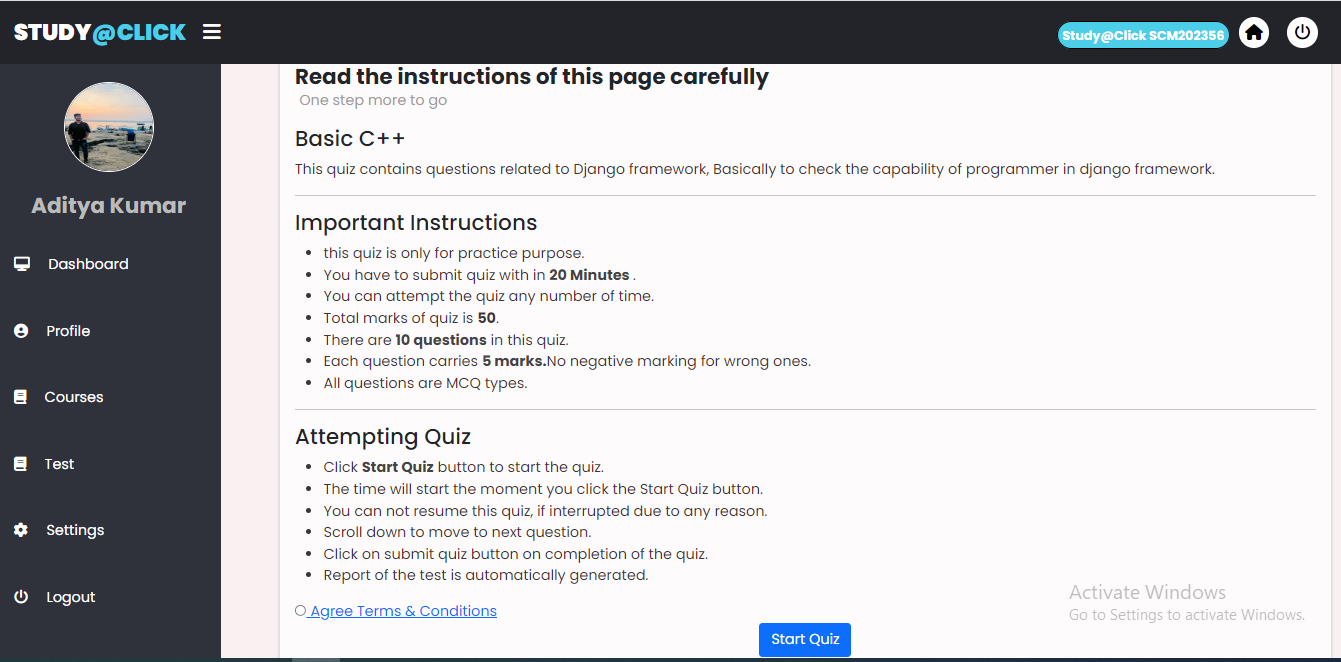 STUDY@CLICK
Study@Click SCM202356
Aditya Kumar
Dashboard
Profile
Courses
Test
Settings
Logout
Read the instructions of this page carefully
One step more to go
Basic C++
This quiz contains questions related to Django framework, Basically to check the capability of programmer in django framework.
Important Instructions
this quiz is only for practice purpose.
You have to submit quiz with in 20 Minutes .
You can attempt the quiz any number of time.
Total marks of quiz is 50.
There are 10 questions in this quiz.
Each question carries 5 marks.No negative marking for wrong ones.
All questions are MCQ types.
Attempting Quiz
Click Start Quiz button to start the quiz.
The time will start the moment you click the Start Quiz button.
You can not resume this quiz, if interrupted due to any reason.
Scroll down to move to next question.
Click on submit quiz button on completion of the quiz.
Report of the test is automatically generated.
Agree Terms & Conditions
Start Quiz
Activate Windows
Go to Settings to activate Windows.